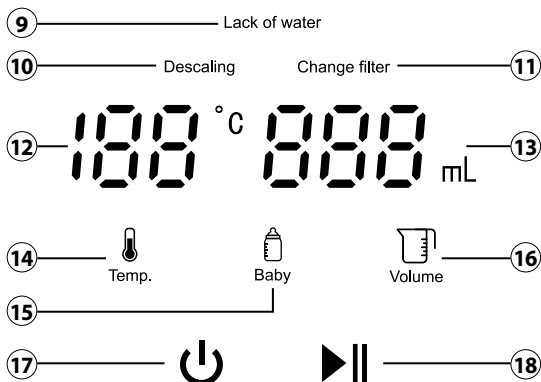 9 Lack of water
10 Descaling Change filter 11
12 188 °C 888 mL 13
14 Temp. Baby Volume 16
15
17 18